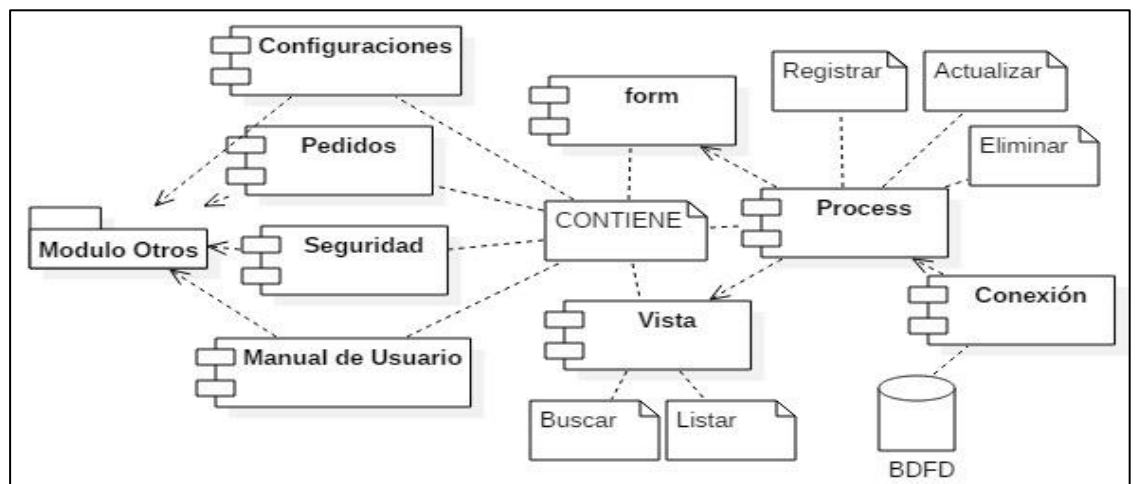 Configuraciones
form
Registrar
Actualizar
Pedidos
Eliminar
Process
CONTIENE
Modulo Otros
Seguridad
Conexión
Vista
Manual de Usuario
Buscar
Listar
BDFD